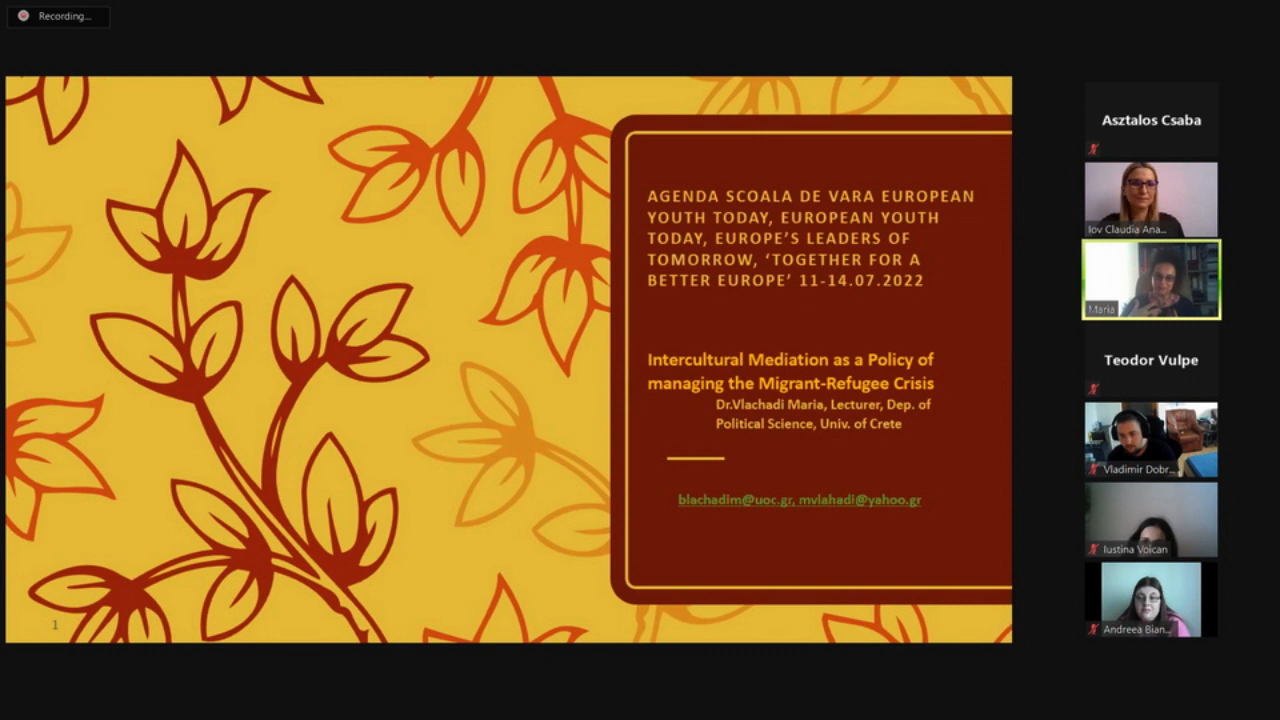 Recording...
AGENDA SCOALA DE VARA EUROPEAN
YOUTH TODAY, EUROPEAN YOUTH
TODAY, EUROPE'S LEADERS OF
TOMORROW, ‘TOGETHER FOR A
BETTER EUROPE’ 11-14.07.2022
Intercultural Mediation as a Policy of
managing the Migrant-Refugee Crisis
Dr.Vlachadi Maria, Lecturer, Dep. of
Political Science, Univ. of Crete
blachadim@uoc.gr, mvlahadi@yahoo.gr
1
Asztalos Csaba
Iov Claudia Ana...
Maria
Teodor Vulpe
Vladimir Dobr...
Iustina Voican
Andreea Bian...